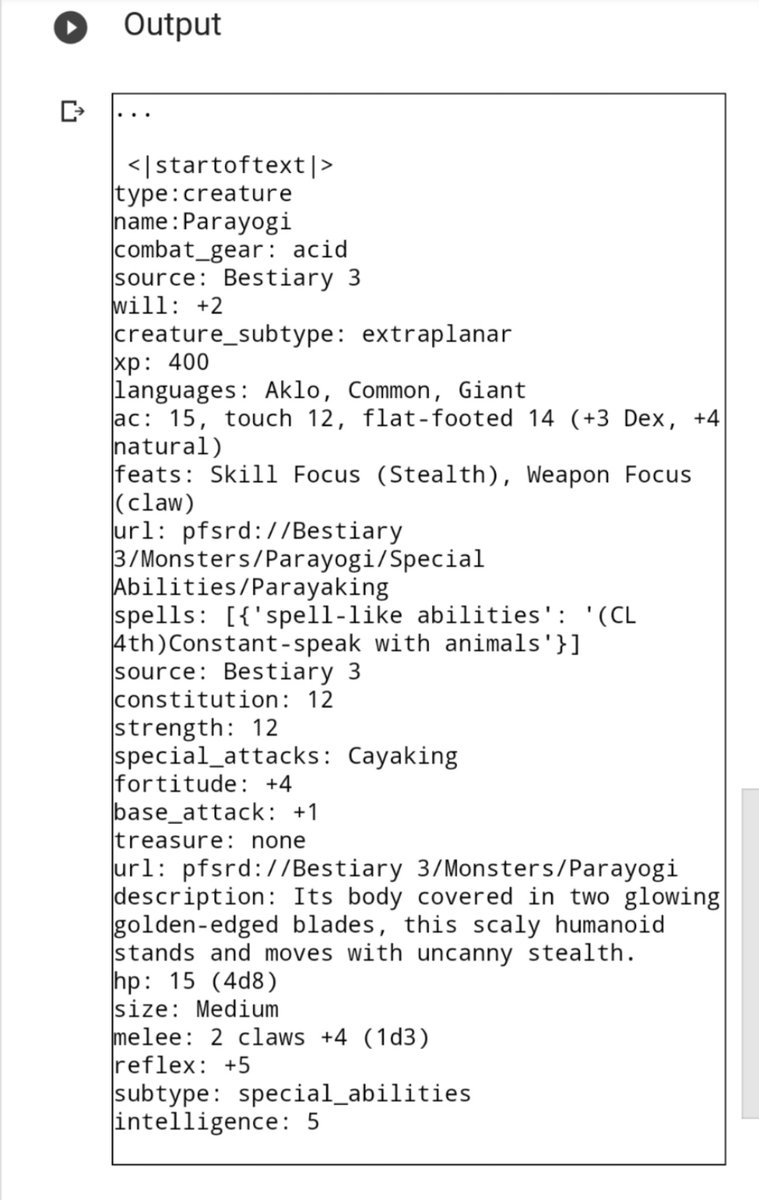 Output
...
<|startoftext|>
type:creature
name:Parayogi
combat_gear: acid
source: Bestiary 3
will: +2
creature_subtype: extraplanar
xp: 400
languages: Aklo, Common, Giant
ac: 15, touch 12, flat-footed 14 (+3 Dex, +4
natural)
feats: Skill Focus (Stealth), Weapon Focus
(claw)
url: pfsrd://Bestiary
3/Monsters/Parayogi/Special
Abilities/Parayaking
spells: [{'spell-like abilities': '(CL
4th)Constant-speak with animals'}]
source: Bestiary 3
constitution: 12
strength: 12
special_attacks: Cayaking
fortitude: +4
base_attack: +1
treasure: none
url: pfsrd://Bestiary 3/Monsters/Parayogi
description: Its body covered in two glowing
golden-edged blades, this scaly humanoid
stands and moves with uncanny stealth.
hp: 15 (4d8)
size: Medium
melee: 2 claws +4 (1d3)
reflex: +5
subtype: special_abilities
intelligence: 5